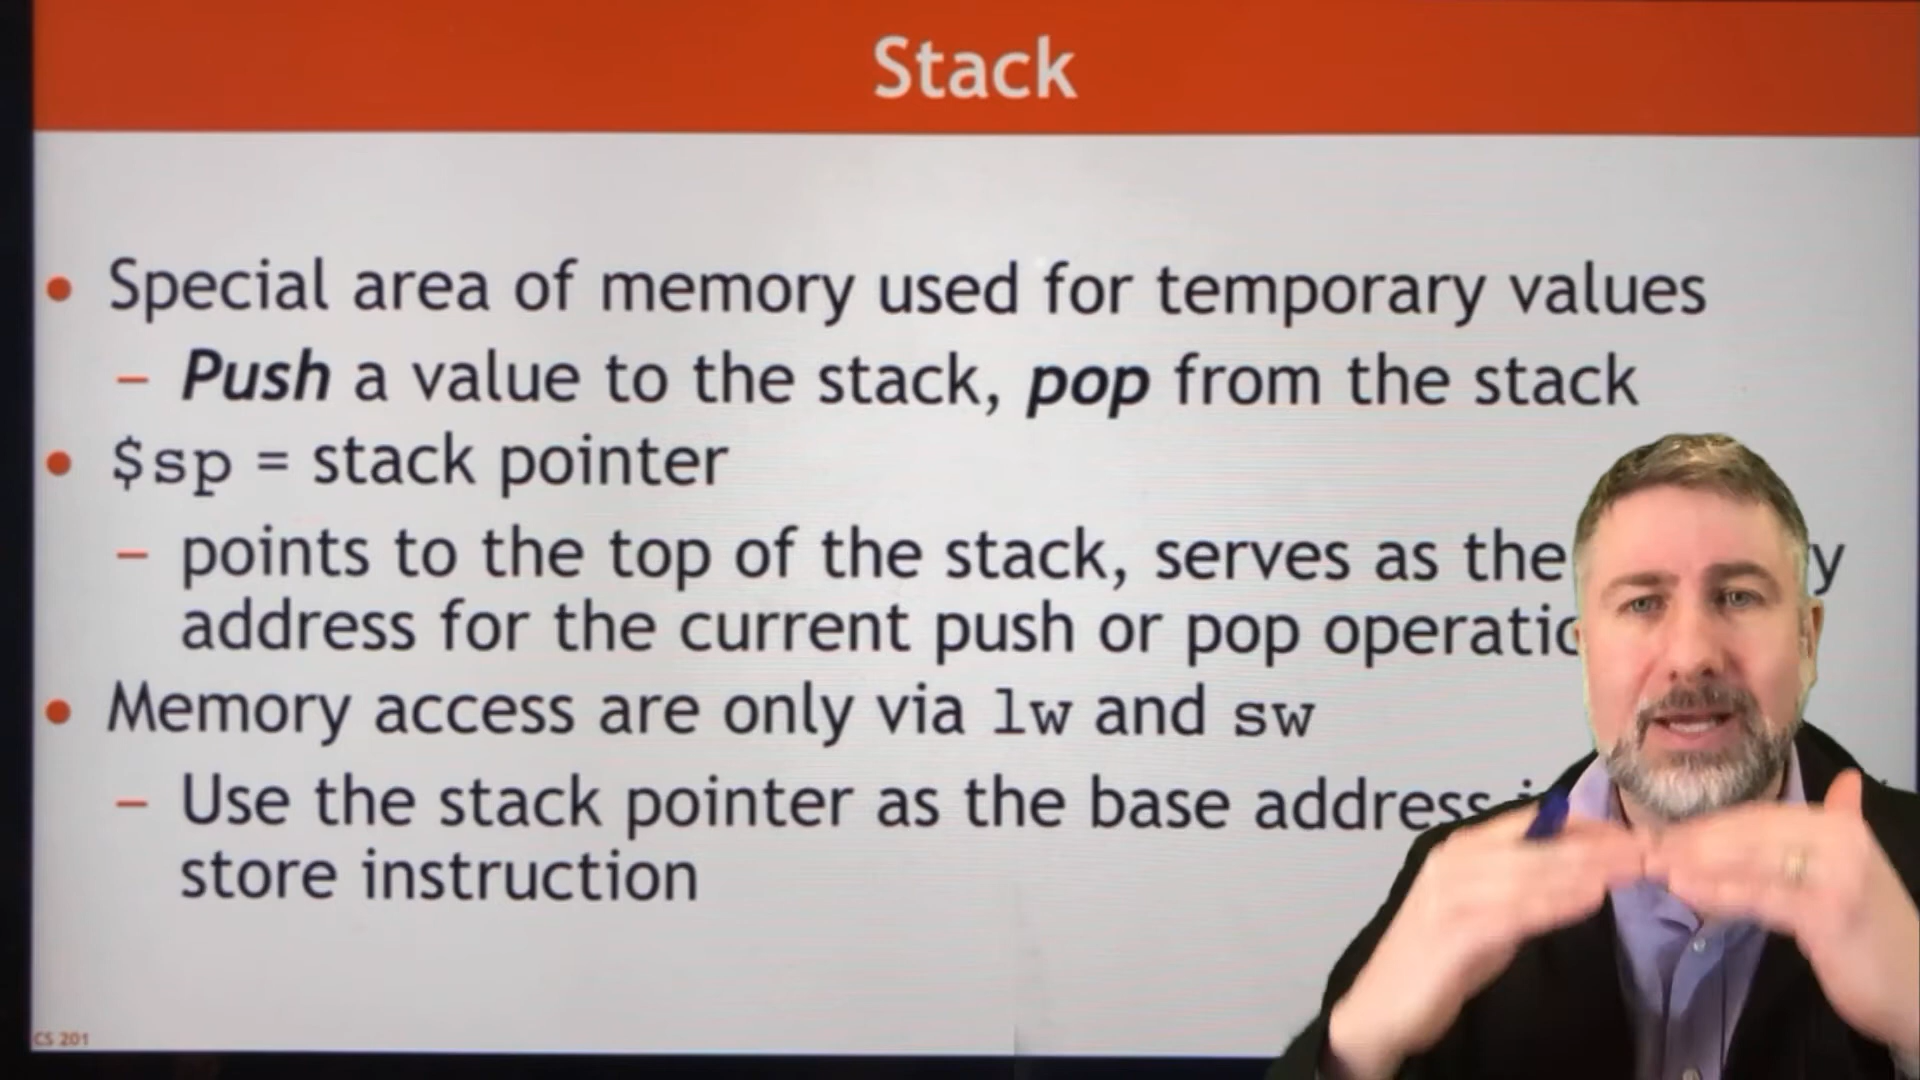 Stack
• Special area of memory used for temporary values
– Push a value to the stack, pop from the stack
• $sp = stack pointer
– points to the top of the stack, serves as the
address for the current push or pop
• Memory access are only via lw and sw
– Use the stack pointer as the base address
store instruction
CS 201